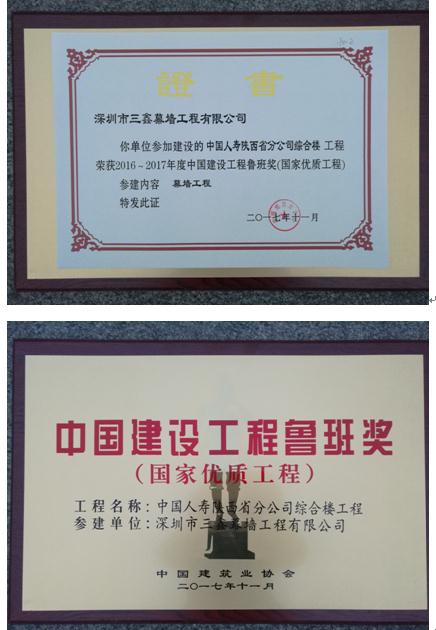 證書
深圳市三鑫幕墙工程有限公司
你单位参加建设的 中国人寿陕西省分公司综合楼 工程
荣获2016～2017年度中国建设工程鲁班奖(国家优质工程)
参建内容 幕墙工程
特发此证
二〇一七年十一月
中国建设工程鲁班奖
(国家优质工程)
工程名称:中国人寿陕西省分公司综合楼工程
参建单位:深圳市三鑫幕墙工程有限公司
中国建筑业协会
二〇一七年十一月